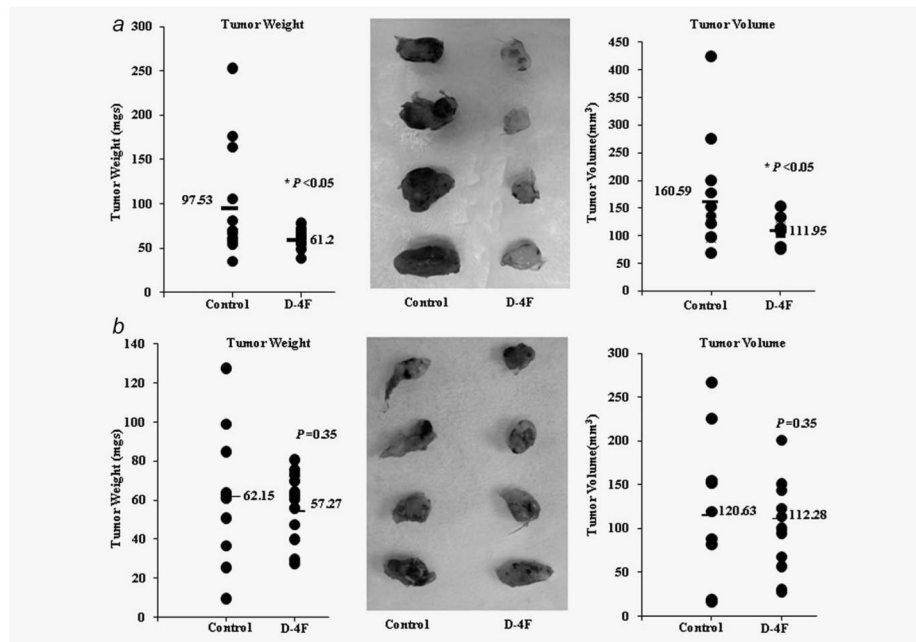 a
Tumor Weight
Tumor Weight (mgs)
300
250
200
150
100
50
0
97.53
* P<0.05
61.2
Control D-4F
Control D-4F
Tumor Volume
Tumor Volume(mm³)
450
400
350
300
250
200
150
100
50
0
160.59
* P<0.05
111.95
Control D-4F
b
Tumor Weight
Tumor Weight (mgs)
140
120
100
80
60
40
20
0
P=0.35
62.15
57.27
Control D-4F
Control D-4F
Tumor Volume
Tumor Volume(mm³)
300
250
200
150
100
50
0
P=0.35
120.63
112.28
Control D-4F